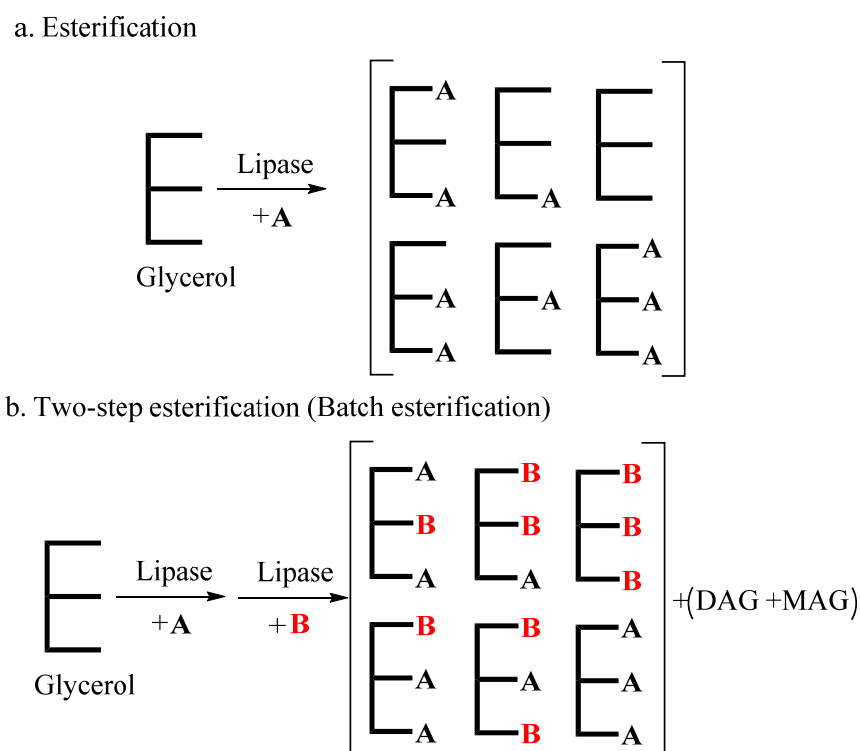 a. Esterification
A
Lipase
+A
A A
Glycerol
A
A A A
A A
b. Two-step esterification (Batch esterification)
A B B
B B B
Lipase Lipase
A A B
+A +B
+(DAG +MAG)
B B A
A A A
Glycerol
A B A